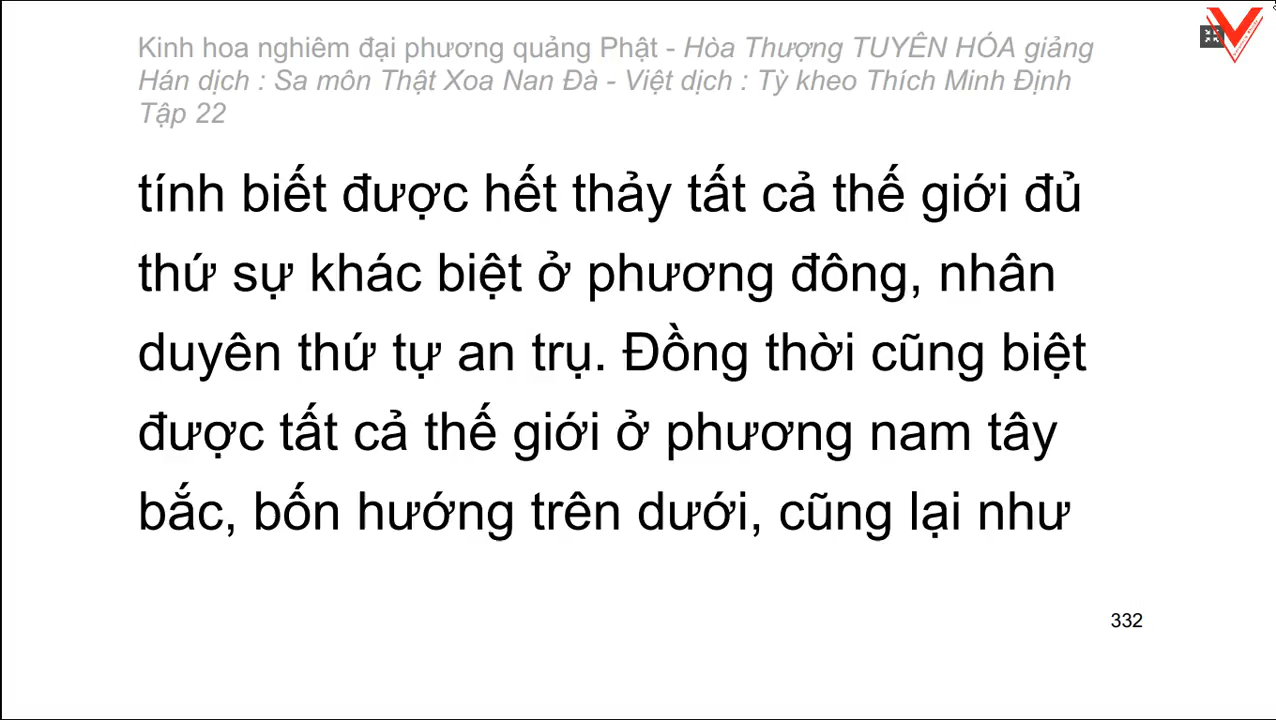 Kinh hoa nghiêm đại phương quảng Phật - Hòa Thượng TUYÊN HÓA giảng
Hán dịch : Sa môn Thật Xoa Nan Đà - Việt dịch : Tỳ kheo Thích Minh Định
Tập 22
tính biết được hết thảy tất cả thế giới đủ
thứ sự khác biệt ở phương đông, nhân
duyên thứ tự an trụ. Đồng thời cũng biệt
được tất cả thế giới ở phương nam tây
bắc, bốn hướng trên dưới, cũng lại như
332